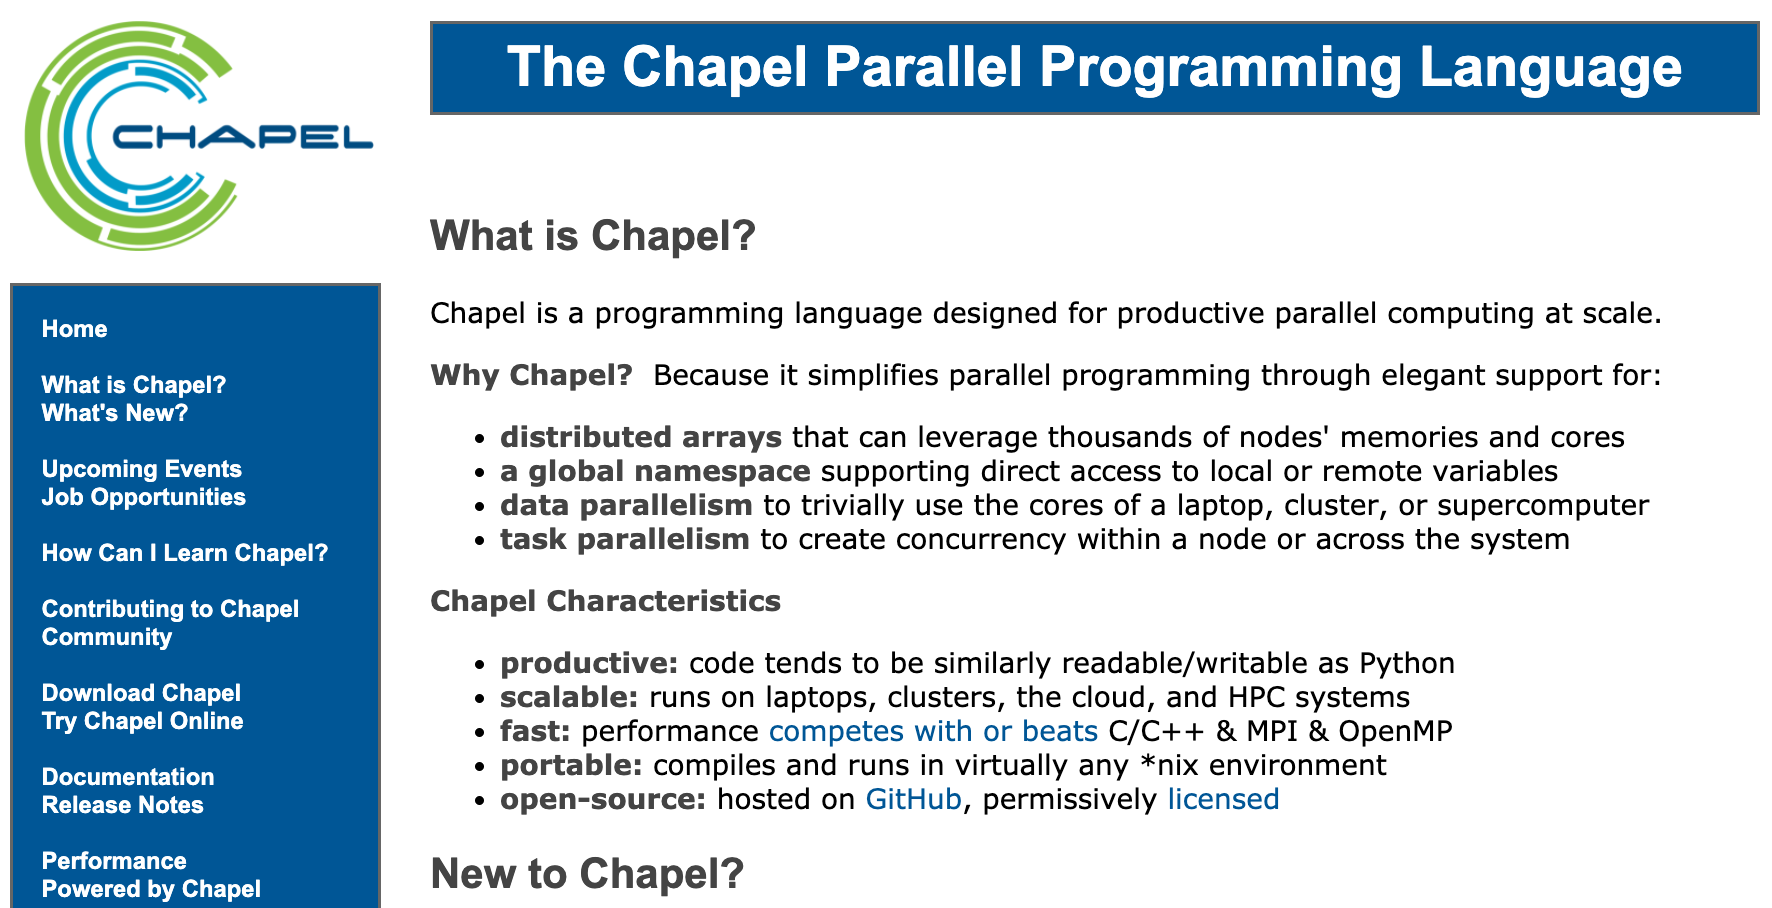 CHAPEL
The Chapel Parallel Programming Language
Home
What is Chapel?
What's New?
Upcoming Events
Job Opportunities
How Can I Learn Chapel?
Contributing to Chapel
Community
Download Chapel
Try Chapel Online
Documentation
Release Notes
Performance
Powered by Chapel
What is Chapel?
Chapel is a programming language designed for productive parallel computing at scale.
Why Chapel? Because it simplifies parallel programming through elegant support for:
• distributed arrays that can leverage thousands of nodes' memories and cores
• a global namespace supporting direct access to local or remote variables
• data parallelism to trivially use the cores of a laptop, cluster, or supercomputer
• task parallelism to create concurrency within a node or across the system
Chapel Characteristics
• productive: code tends to be similarly readable/writable as Python
• scalable: runs on laptops, clusters, the cloud, and HPC systems
• fast: performance competes with or beats C/C++ & MPI & OpenMP
• portable: compiles and runs in virtually any *nix environment
• open-source: hosted on GitHub, permissively licensed
New to Chapel?